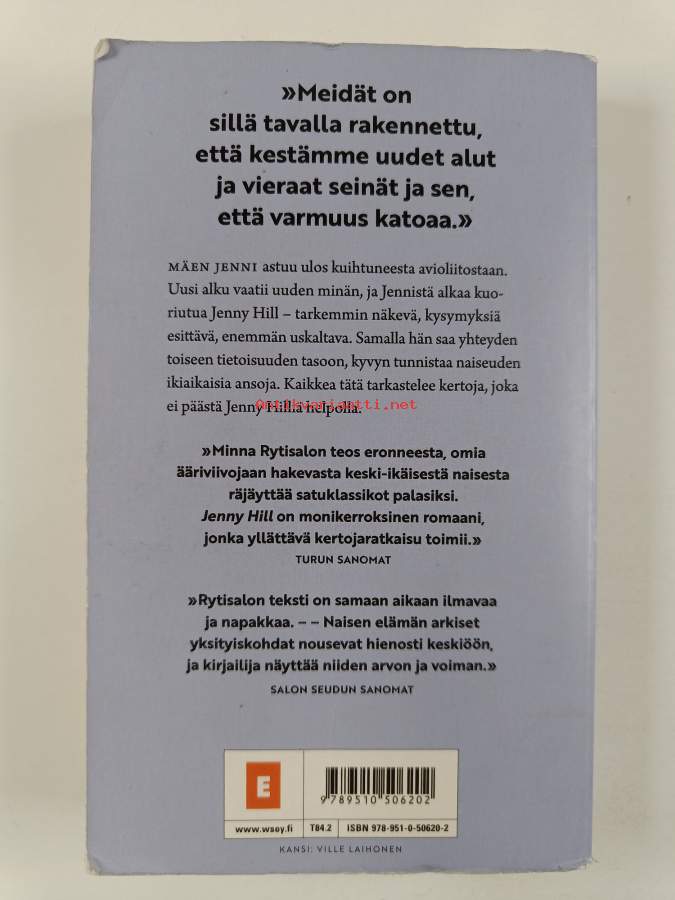 »Meidät on
sillä tavalla rakennettu,
että kestämme uudet alut
ja vieraat seinät ja sen,
että varmuus katoaa.»
MÄEN JENNI astuu ulos kuihtuneesta avioliitostaan.
Uusi alku vaatii uuden minän, ja Jennistä alkaa kuo-
riutua Jenny Hill – tarkemmin näkevä, kysymyksiä
esittävä, enemmän uskaltava. Samalla hän saa yhteyden
toiseen tietoisuuden tasoon, kyvyn tunnistaa naiseuden
ikiaikaisia ansoja. Kaikkea tätä tarkastelee kertoja, joka
ei päästä Jenny Hilliä helpolla.
Antikvariaatti.net
»Minna Rytisalon teos eronneesta, omia
ääriviivojaan hakevasta keski-ikäisestä naisesta
räjäyttää satuklassikot palasiksi.
Jenny Hill on monikerroksinen romaani,
jonka yllättävä kertojaratkaisu toimii.»
TURUN SANOMAT
»Rytisalon teksti on samaan aikaan ilmavaa
ja napakkaa. – – Naisen elämän arkiset
yksityiskohdat nousevat hienosti keskiöön,
ja kirjailija näyttää niiden arvon ja voiman.»
SALON SEUDUN SANOMAT
E
9 789510 506202
www.wsoy.fi T84.2 ISBN 978-951-0-50620-2
KANSI: VILLE LAIHONEN